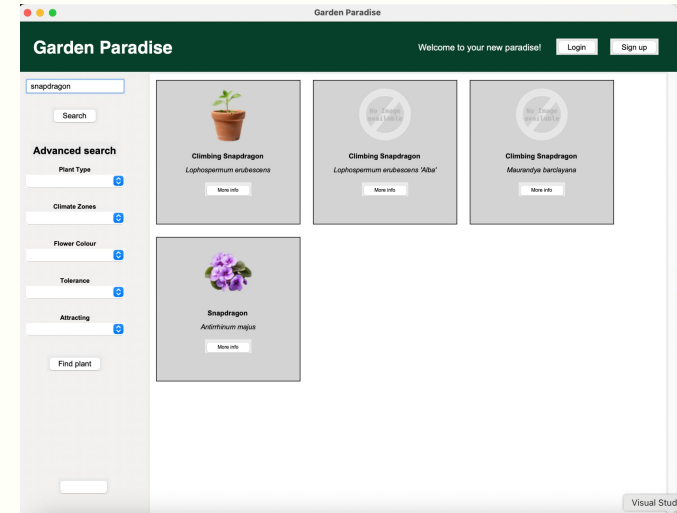 Garden Paradise
Garden Paradise
Welcome to your new paradise!
Login
Sign up
snapdragon
Search
Advanced search
Plant Type
Climate Zones
Flower Colour
Tolerance
Attracting
Find plant
Climbing Snapdragon
Lophospermum erubescens
More info
No Image
available
Climbing Snapdragon
Lophospermum erubescens 'Alba'
More info
No Image
available
Climbing Snapdragon
Maurandya barclayana
More info
Snapdragon
Antirrhinum majus
More info
Visual Stud